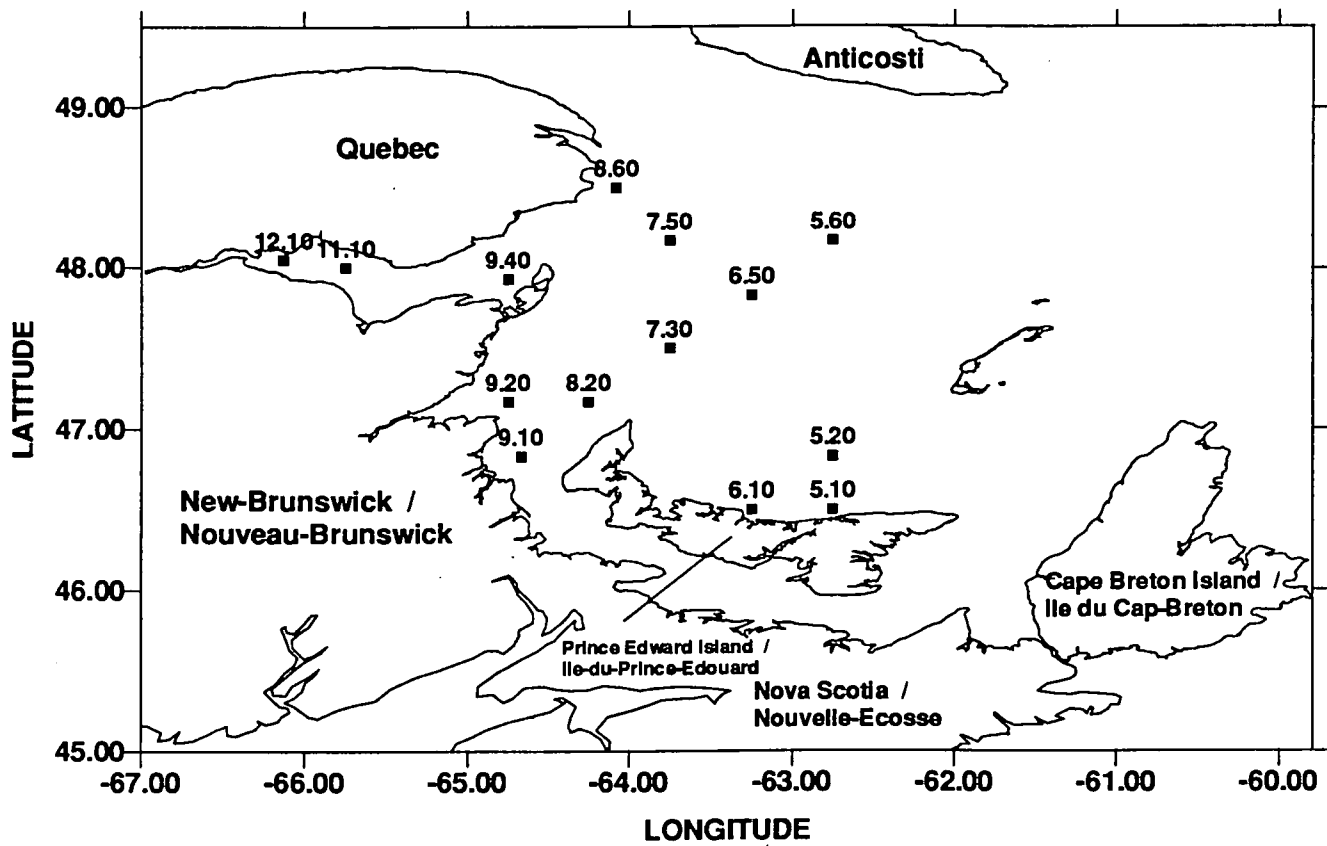 Anticosti
49.00
Quebec
8.60
7.50
5.60
12.10
11.10
48.00
9.40
6.50
7.30
LATITUDE
9.20
8.20
47.00
9.10
5.20
New-Brunswick /
Nouveau-Brunswick
6.10
5.10
46.00
Cape Breton Island /
Ile du Cap-Breton
Prince Edward Island /
Ile-du-Prince-Edouard
Nova Scotia /
Nouvelle-Ecosse
45.00
-67.00
-66.00
-65.00
-64.00
-63.00
-62.00
-61.00
-60.00
LONGITUDE